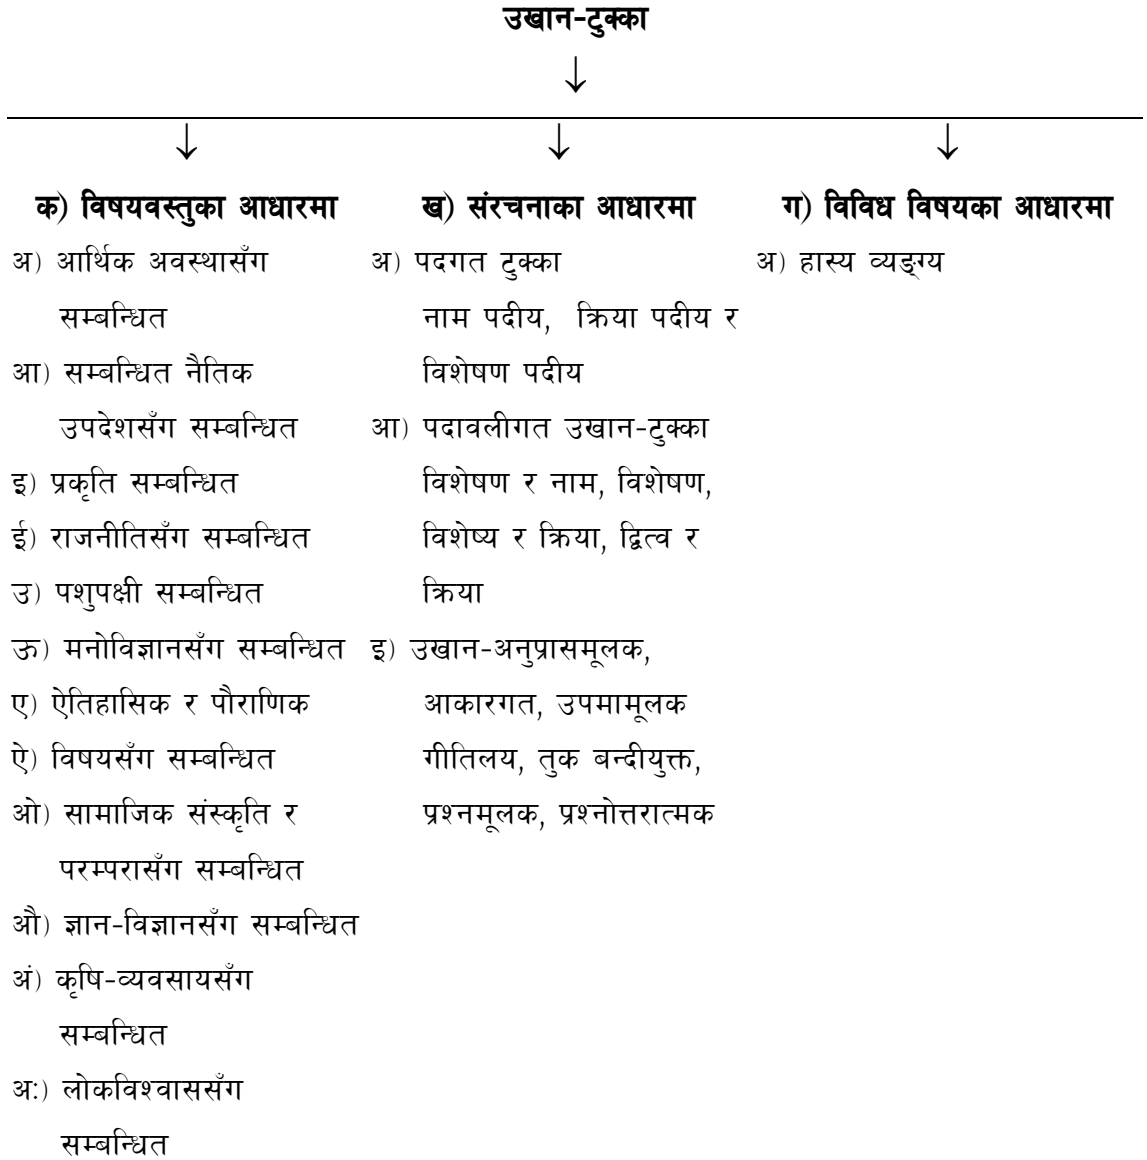 उखान-टुक्का
↓
↓ ↓ ↓
क) विषयवस्तुका आधारमा
अ) आर्थिक अवस्थासँग
सम्बन्धित
आ) सम्बन्धित नैतिक
उपदेशसँग सम्बन्धित
इ) प्रकृति सम्बन्धित
ई) राजनीतिसँग सम्बन्धित
उ) पशुपक्षी सम्बन्धित
ऊ) मनोविज्ञानसँग सम्बन्धित
ए) ऐतिहासिक र पौराणिक
ऐ) विषयसँग सम्बन्धित
ओ) सामाजिक संस्कृति र
परम्परासँग सम्बन्धित
औ) ज्ञान-विज्ञानसँग सम्बन्धित
अं) कृषि-व्यवसायसँग
सम्बन्धित
अ:) लोकविश्वाससँग
सम्बन्धित
ख) संरचनाका आधारमा
अ) पदगत टुक्का
नाम पदीय, क्रिया पदीय र
विशेषण पदीय
आ) पदावलीगत उखान-टुक्का
विशेषण र नाम, विशेषण,
विशेष्य र क्रिया, द्वित्व र
क्रिया
इ) उखान-अनुप्रासमूलक,
आकारगत, उपमामूलक
गीतिलय, तुक बन्दीयुक्त,
प्रश्नमूलक, प्रश्नोत्तरात्मक
ग) विविध विषयका आधारमा
अ) हास्य व्यङ्ग्य